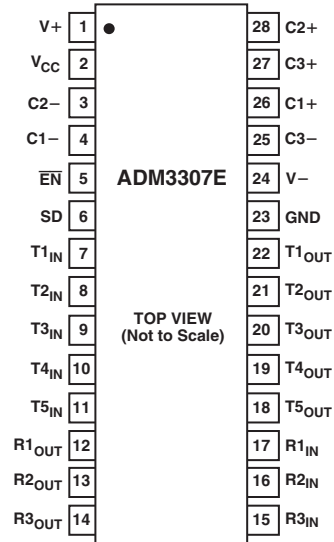 V+ 1 28 C2+
VCC 2 27 C3+
C2– 3 26 C1+
C1– 4 25 C3–
EN 5 ADM3307E 24 V–
SD 6 23 GND
T1IN 7 22 T1OUT
T2IN 8 21 T2OUT
T3IN 9 TOP VIEW 20 T3OUT
(Not to Scale)
T4IN 10 19 T4OUT
T5IN 11 18 T5OUT
R1OUT 12 17 R1IN
R2OUT 13 16 R2IN
R3OUT 14 15 R3IN